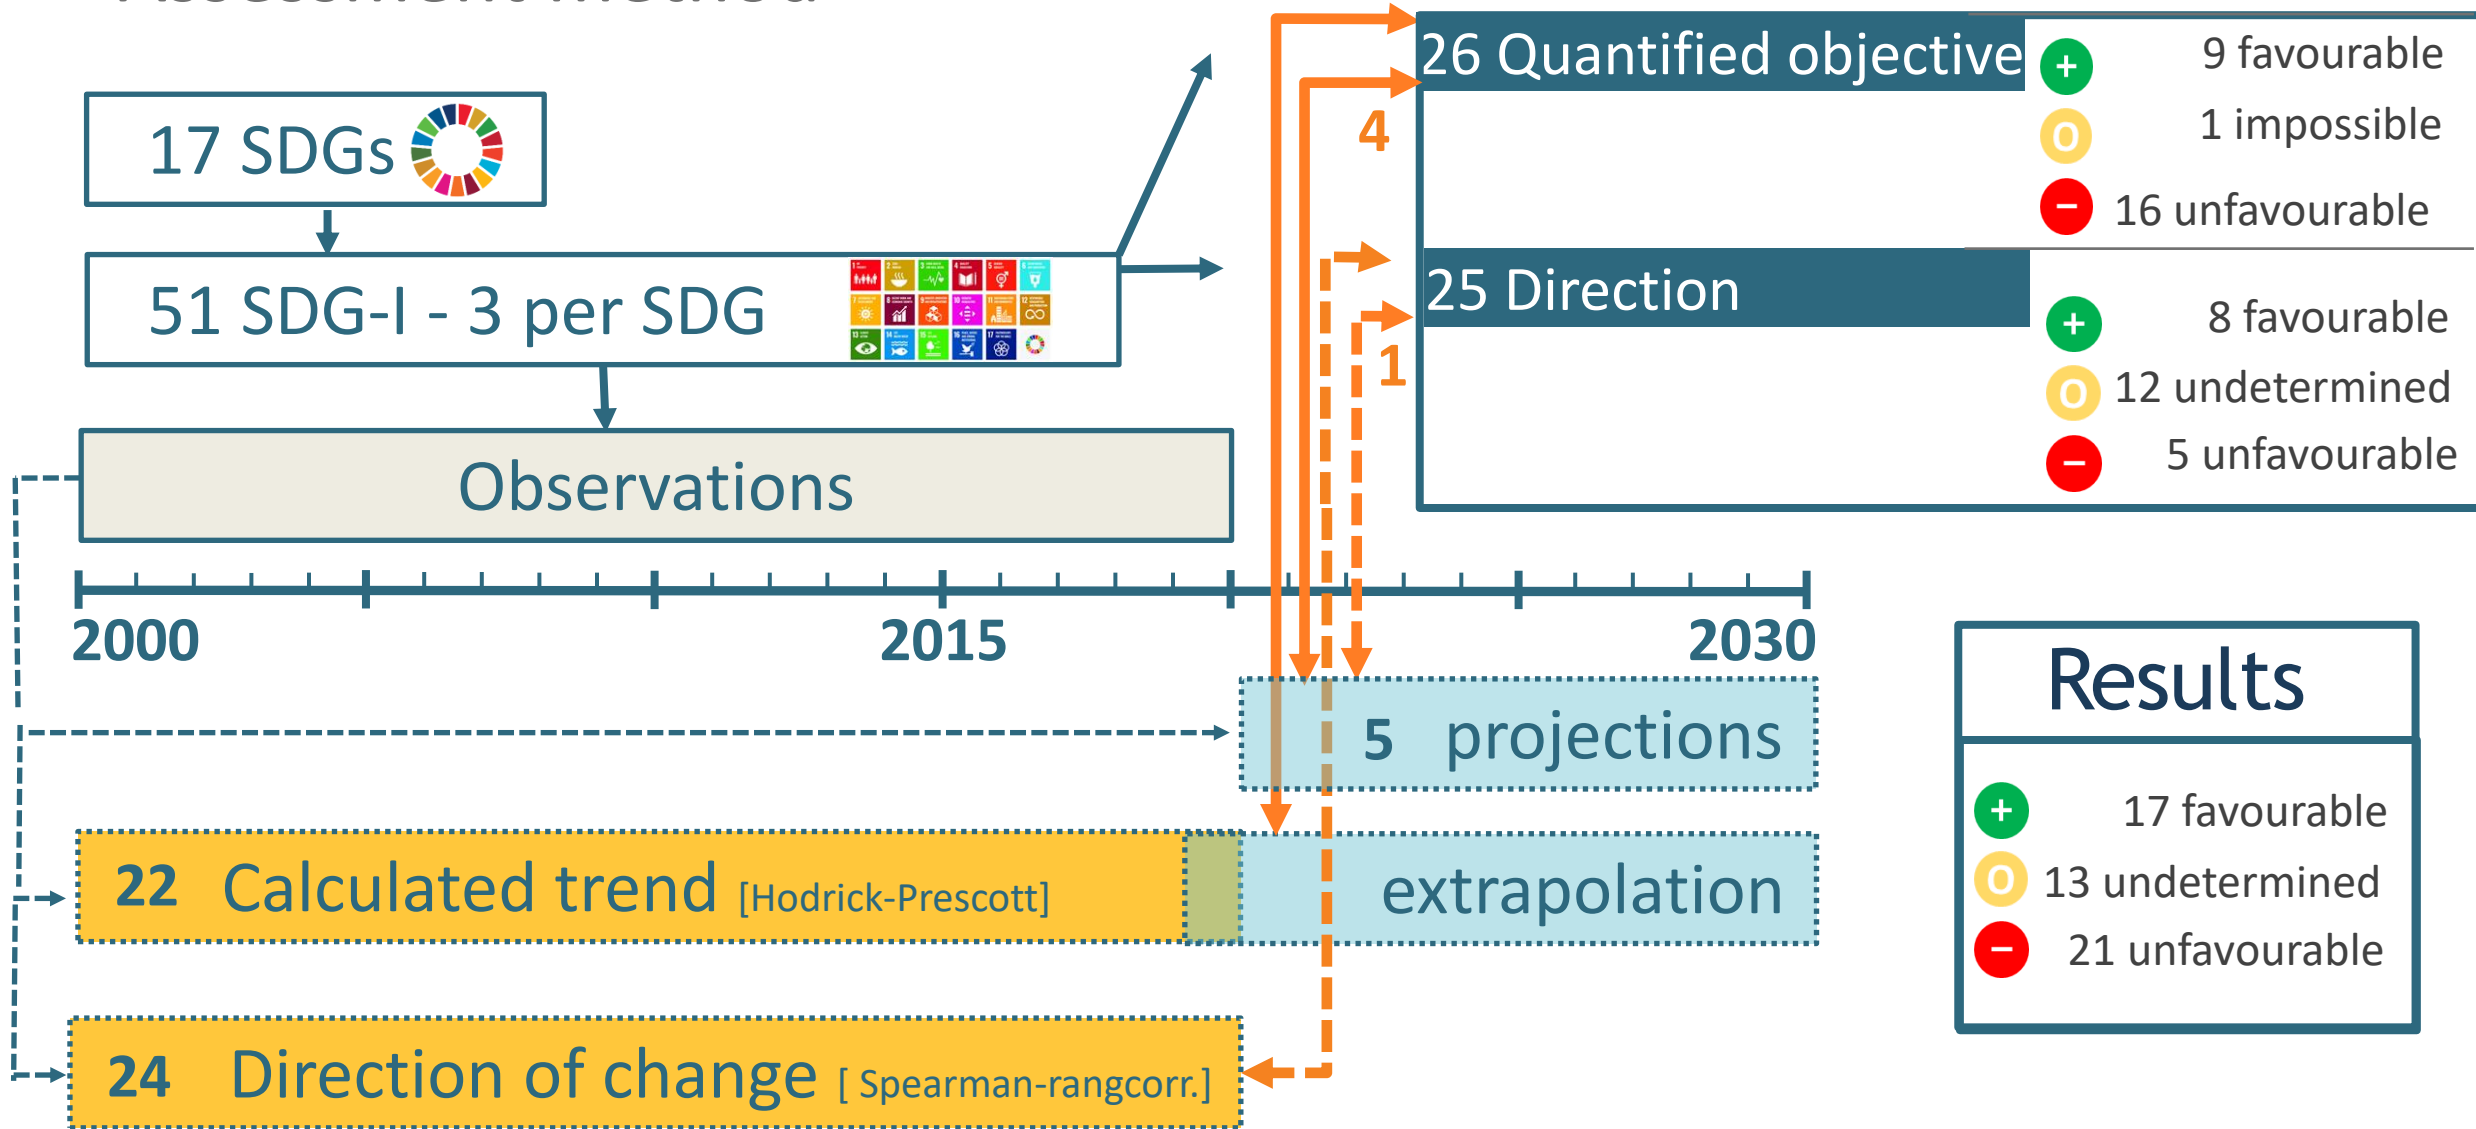 Assessment method
26 Quantified objective
+ 9 favourable
O 1 impossible
− 16 unfavourable
17 SDGs
4
51 SDG-I - 3 per SDG
25 Direction
1
+ 8 favourable
O 12 undetermined
− 5 unfavourable
Observations
2000 2015 2030
5 projections
22 Calculated trend [Hodrick-Prescott]
extrapolation
24 Direction of change [ Spearman-rangcorr.]
Results
+ 17 favourable
O 13 undetermined
− 21 unfavourable